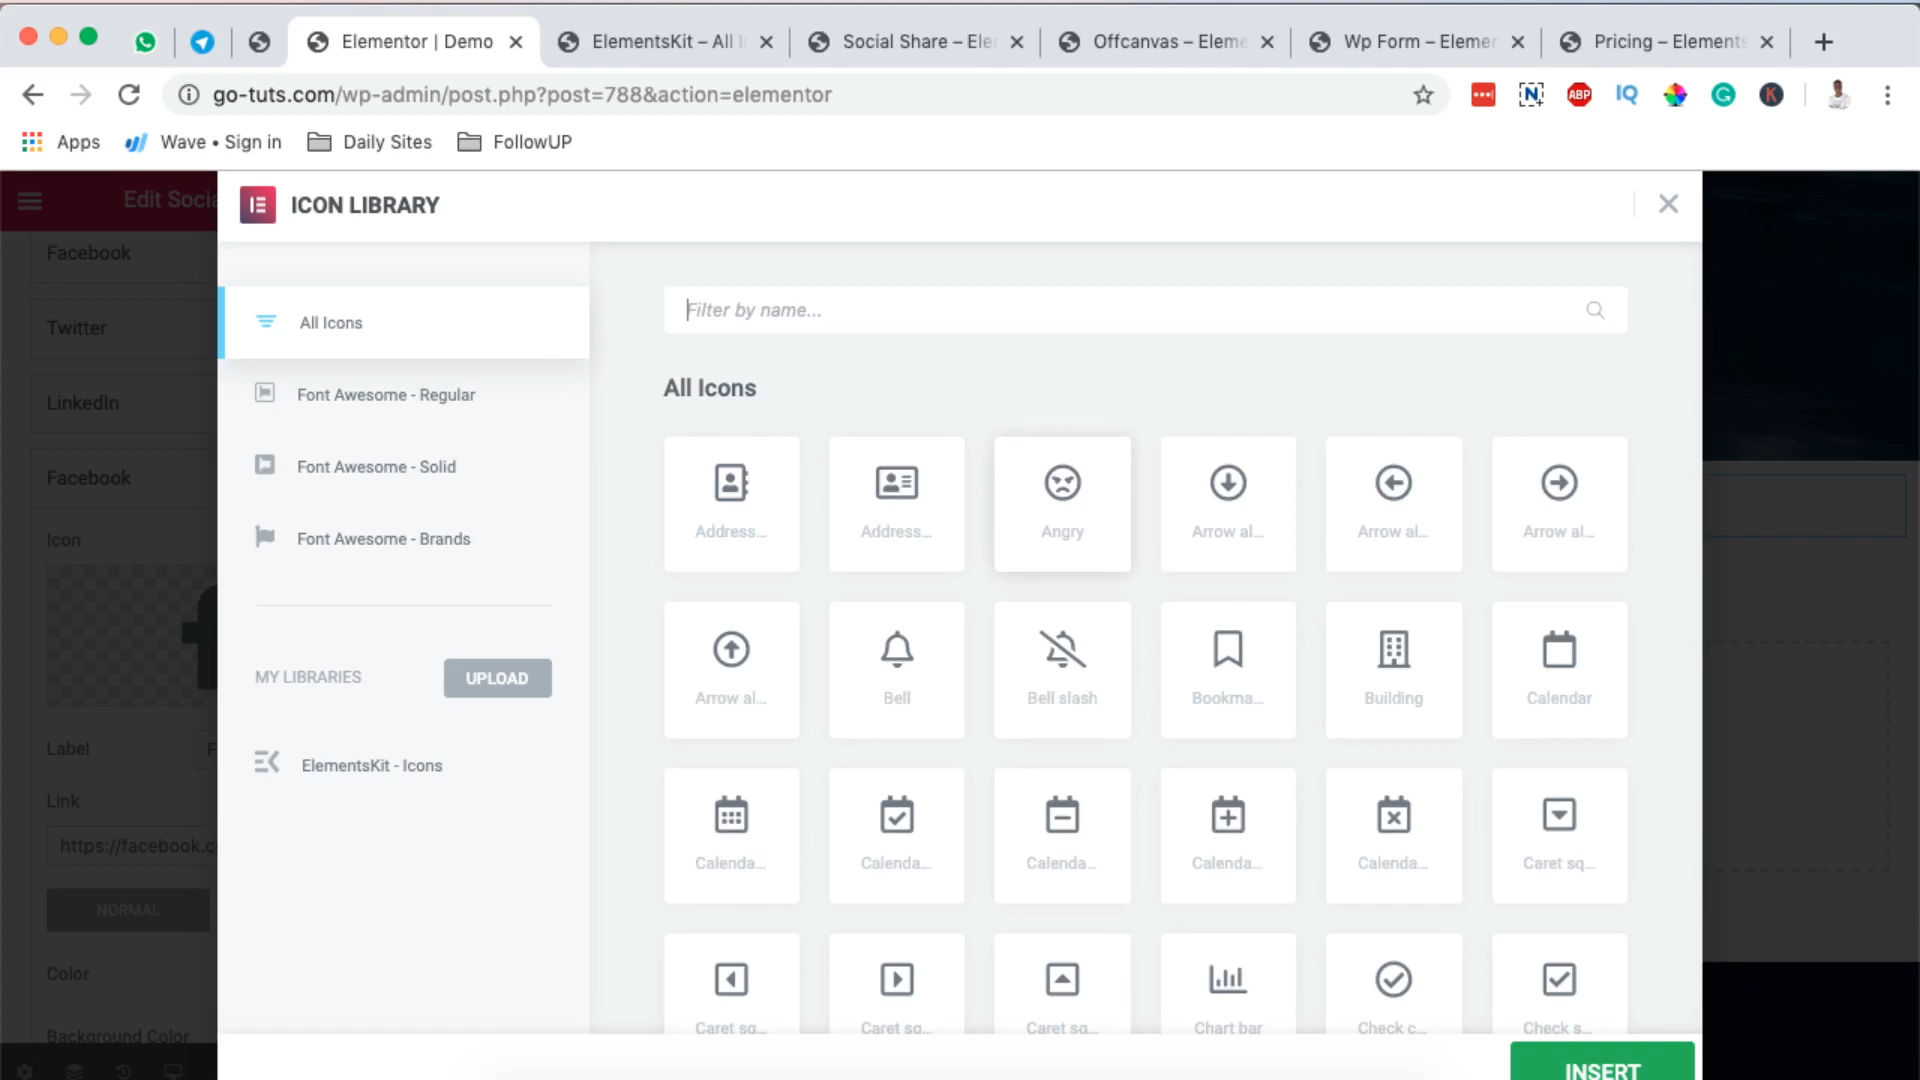 Elementor | Demo
ElementsKit – All I
Social Share – Ele
Offcanvas – Eleme
Wp Form – Elemer
Pricing – Elements
go-tuts.com/wp-admin/post.php?post=788&action=elementor
ABP
IQ
Apps
Wave • Sign in
Daily Sites
FollowUP
Edit Socia
ICON LIBRARY
Facebook
Twitter
LinkedIn
Facebook
Icon
Label
F
Link
https://facebook.c
NORMAL
Color
Background Color
All Icons
Font Awesome - Regular
Font Awesome - Solid
Font Awesome - Brands
MY LIBRARIES
UPLOAD
ElementsKit - Icons
Filter by name...
All Icons
Address...
Address...
Angry
Arrow al...
Arrow al...
Arrow al...
Arrow al...
Bell
Bell slash
Bookma...
Building
Calendar
Calenda...
Calenda...
Calenda...
Calenda...
Calenda...
Caret sq...
Caret sq...
Caret sq...
Caret sq...
Chart bar
Check c...
Check s...
INSERT